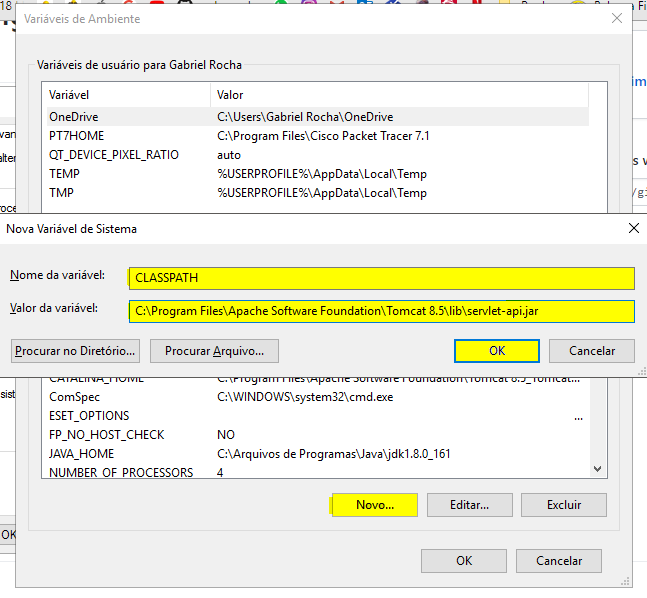 Variáveis de Ambiente
Variáveis de usuário para Gabriel Rocha
Variável Valor
OneDrive C:\Users\Gabriel Rocha\OneDrive
PT7HOME C:\Program Files\Cisco Packet Tracer 7.1
QT_DEVICE_PIXEL_RATIO auto
TEMP %USERPROFILE%\AppData\Local\Temp
TMP %USERPROFILE%\AppData\Local\Temp
Nova Variável de Sistema
Nome da variável: CLASSPATH
Valor da variável: C:\Program Files\Apache Software Foundation\Tomcat 8.5\lib\servlet-api.jar
Procurar no Diretório... Procurar Arquivo... OK Cancelar
CATALINA_HOME C:\Program Files\Apache Software Foundation\Tomcat 8.5_Tomcat...
ComSpec C:\WINDOWS\system32\cmd.exe
ESET_OPTIONS ...
FP_NO_HOST_CHECK NO
JAVA_HOME C:\Arquivos de Programas\Java\jdk1.8.0_161
NUMBER_OF_PROCESSORS 4
Novo... Editar... Excluir
OK
OK Cancelar